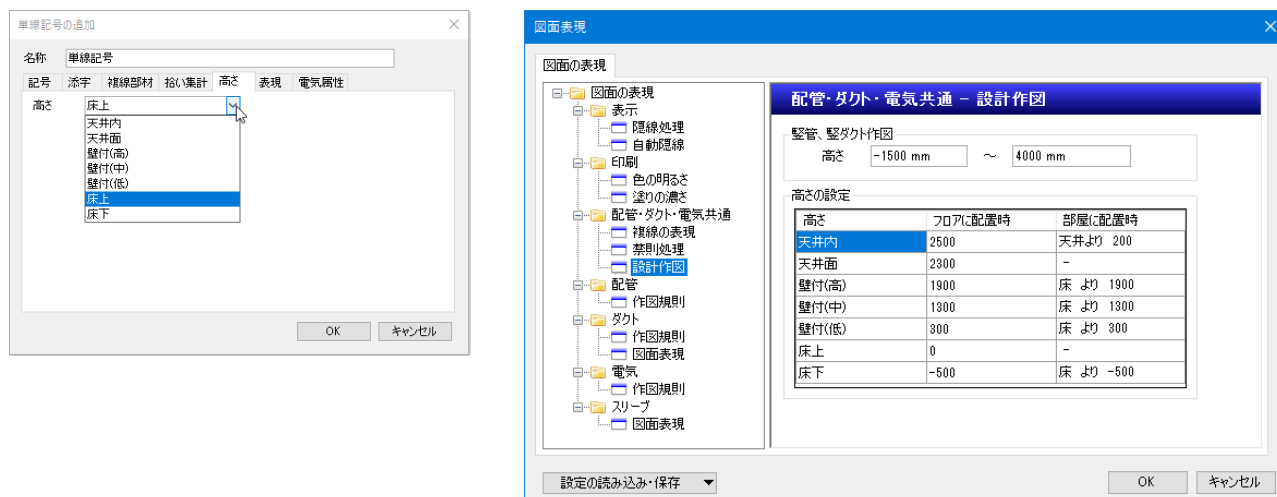 単線記号の追加
名称 単線記号
記号 添字 複線部材 拾い集計 高さ 表現 電気属性
高さ 床上
天井内
天井面
壁付(高)
壁付(中)
壁付(低)
床上
床下
OK キャンセル
図面表現
図面の表現
図面の表現
表示
隠線処理
自動隠線
印刷
色の明るさ
塗りの濃さ
配管・ダクト・電気共通
複線の表現
禁則処理
設計作図
配管
作図規則
ダクト
作図規則
図面表現
電気
作図規則
スリーブ
図面表現
配管・ダクト・電気共通 - 設計作図
竪管、竪ダクト作図
高さ -1500 mm ～ 4000 mm
高さの設定
高さ フロアに配置時 部屋に配置時
天井内 2500 天井より 200
天井面 2300 -
壁付(高) 1900 床 より 1900
壁付(中) 1300 床 より 1300
壁付(低) 300 床 より 300
床上 0 -
床下 -500 床 より -500
設定の読み込み・保存 OK キャンセル